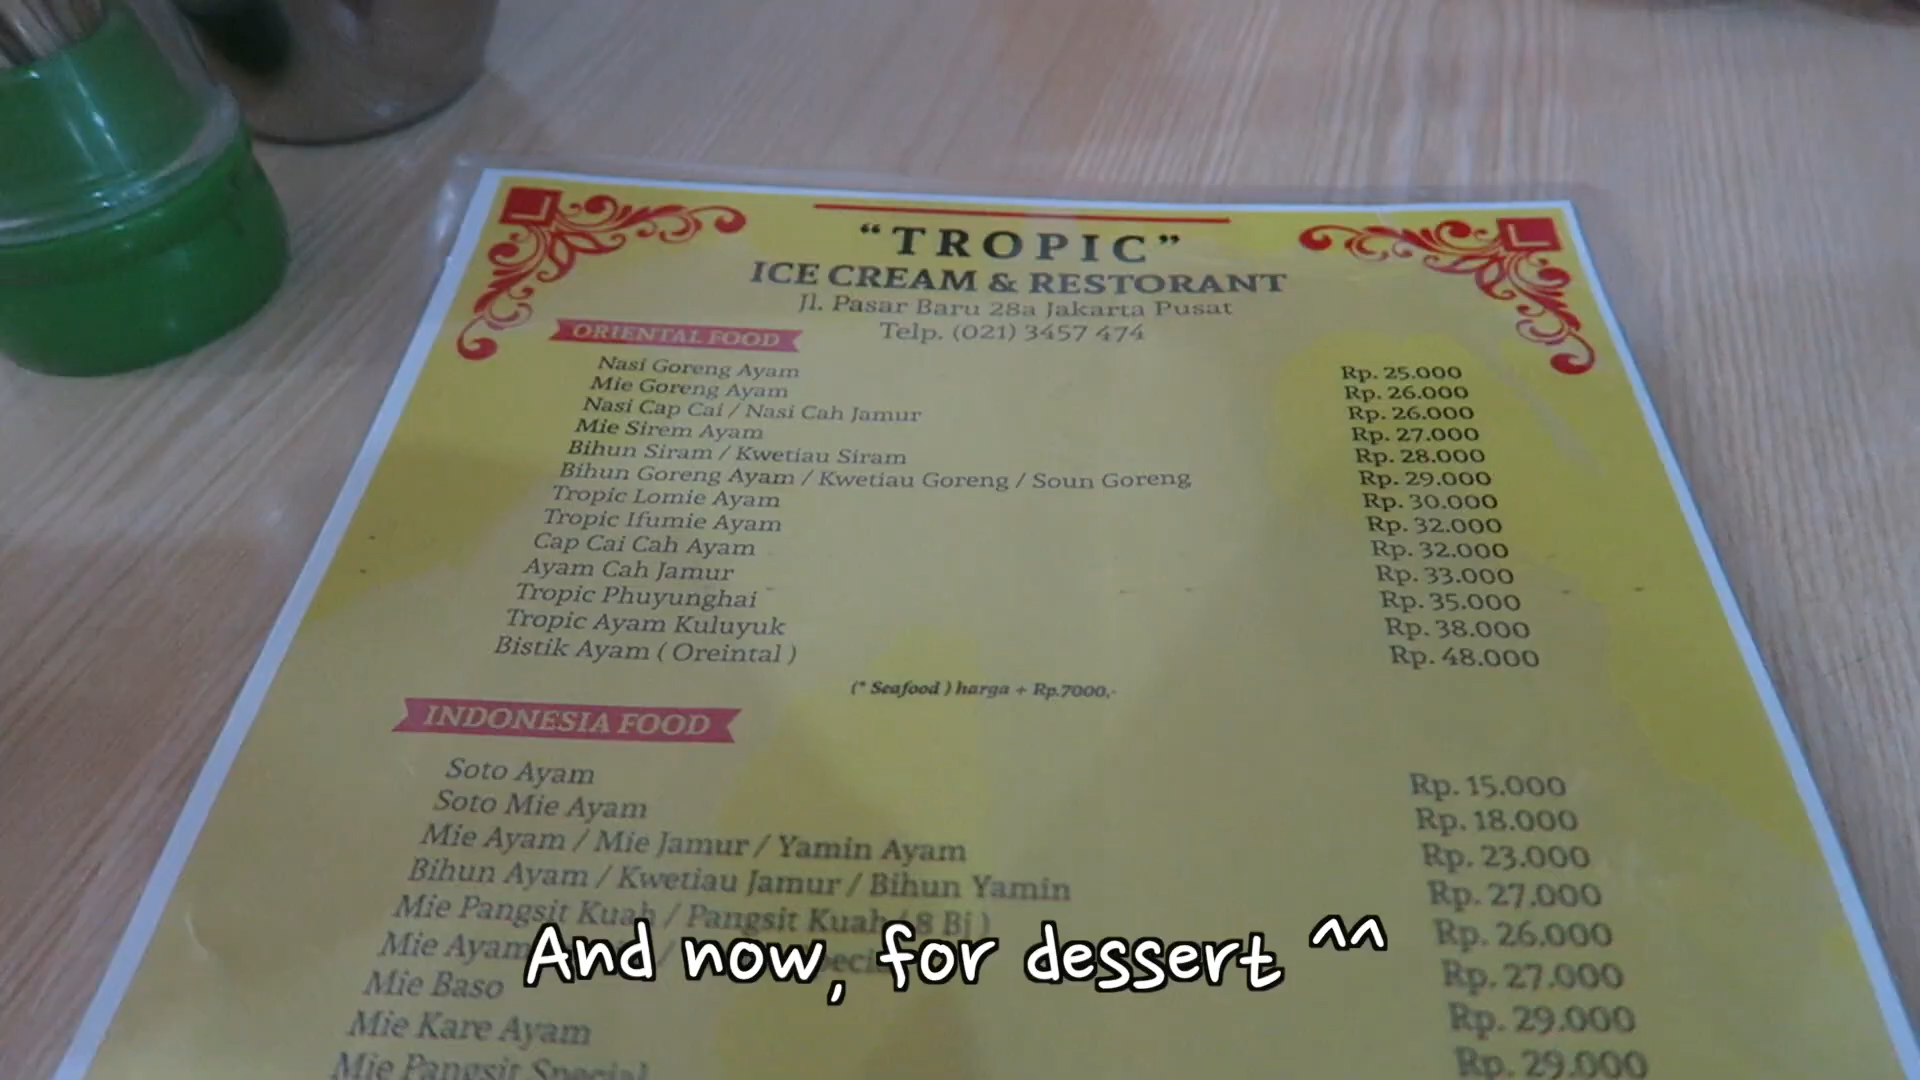 "TROPIC"
ICE CREAM & RESTORANT
Jl. Pasar Baru 28a Jakarta Pusat
Telp. (021) 3457 474
ORIENTAL FOOD
Nasi Goreng Ayam Rp. 25.000
Mie Goreng Ayam Rp. 26.000
Nasi Cap Cai / Nasi Cah Jamur Rp. 26.000
Mie Sirem Ayam Rp. 27.000
Bihun Siram / Kwetiau Siram Rp. 28.000
Bihun Goreng Ayam / Kwetiau Goreng / Soun Goreng Rp. 29.000
Tropic Lomie Ayam Rp. 30.000
Tropic Ifumie Ayam Rp. 32.000
Cap Cai Cah Ayam Rp. 32.000
Ayam Cah Jamur Rp. 33.000
Tropic Phuyunghai Rp. 35.000
Tropic Ayam Kuluyuk Rp. 38.000
Bistik Ayam ( Oreintal ) Rp. 48.000
(* Seafood ) harga + Rp.7000,-
INDONESIA FOOD
Soto Ayam Rp. 15.000
Soto Mie Ayam Rp. 18.000
Mie Ayam / Mie Jamur / Yamin Ayam Rp. 23.000
Bihun Ayam / Kwetiau Jamur / Bihun Yamin Rp. 27.000
Mie Pangsit Kuah / Pangsit Kuah ( 8 Bj ) Rp. 26.000
Mie Ayam Rp. 27.000
Mie Baso Rp. 29.000
Mie Kare Ayam Rp. 29.000
Mie Pangsit Special
And now, for dessert ^^